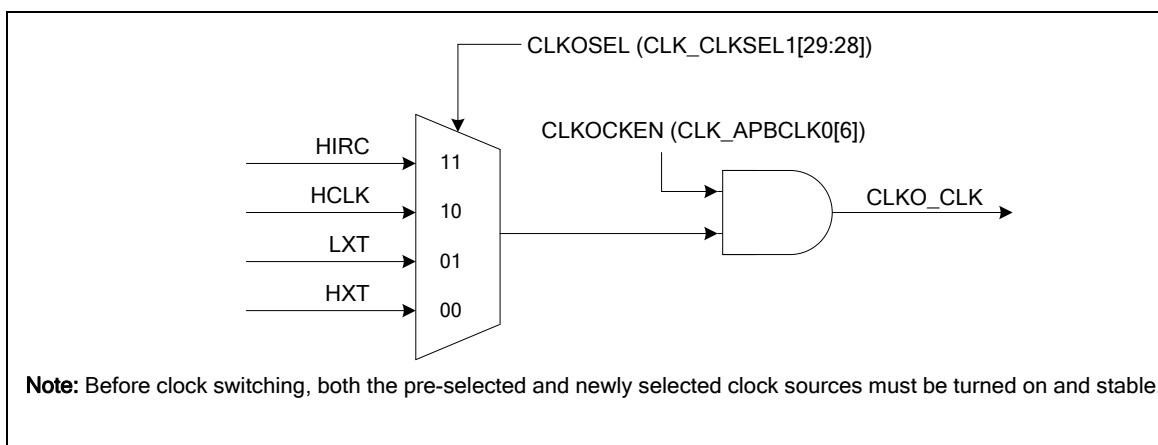 CLKOSEL (CLK_CLKSEL1[29:28])
CLKOCKEN (CLK_APBCLK0[6])
HIRC
11
HCLK
10
CLKO_CLK
LXT
01
HXT
00
Note: Before clock switching, both the pre-selected and newly selected clock sources must be turned on and stable.